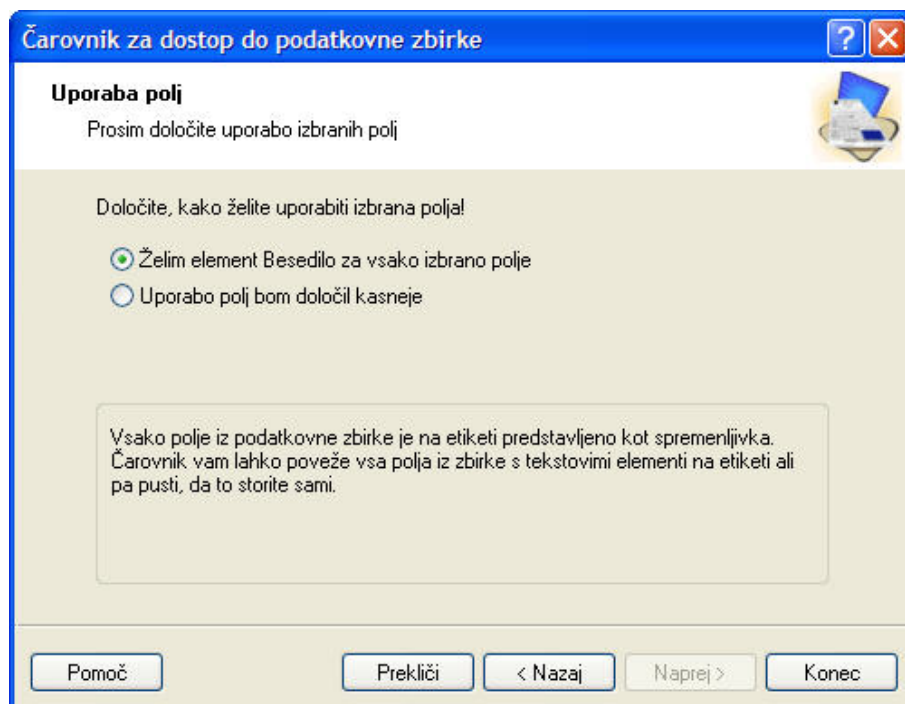 Čarovnik za dostop do podatkovne zbirke
Uporaba polj
Prosim določite uporabo izbranih polj
Določite, kako želite uporabiti izbrana polja!
Želim element Besedilo za vsako izbrano polje
Uporabo polj bom določil kasneje
Vsako polje iz podatkovne zbirke je na etiketi predstavljeno kot spremenljivka.
Čarovnik vam lahko poveže vsa polja iz zbirke s tekstovimi elementi na etiketi ali
pa pusti, da to storite sami.
Pomoč Prekliči < Nazaj Naprej > Konec